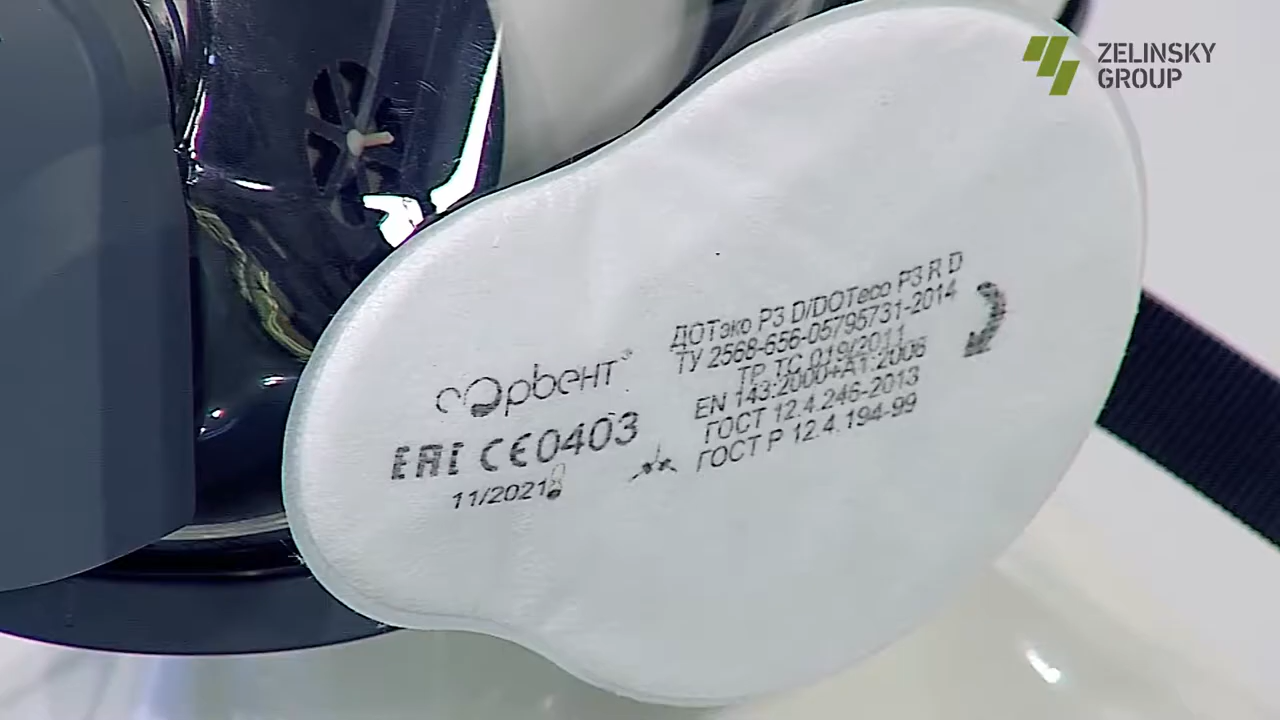 ZELINSKY
GROUP
сорбент
ЕАС CE0403
11/2021
ДОТэко P3 D/DOTeco P3 R D
ТУ 2568-656-05795731-2014
ТР ТС 019/2011
EN 143:2000+A1:2006
ГОСТ 12.4.246-2013
ГОСТ Р 12.4.194-99